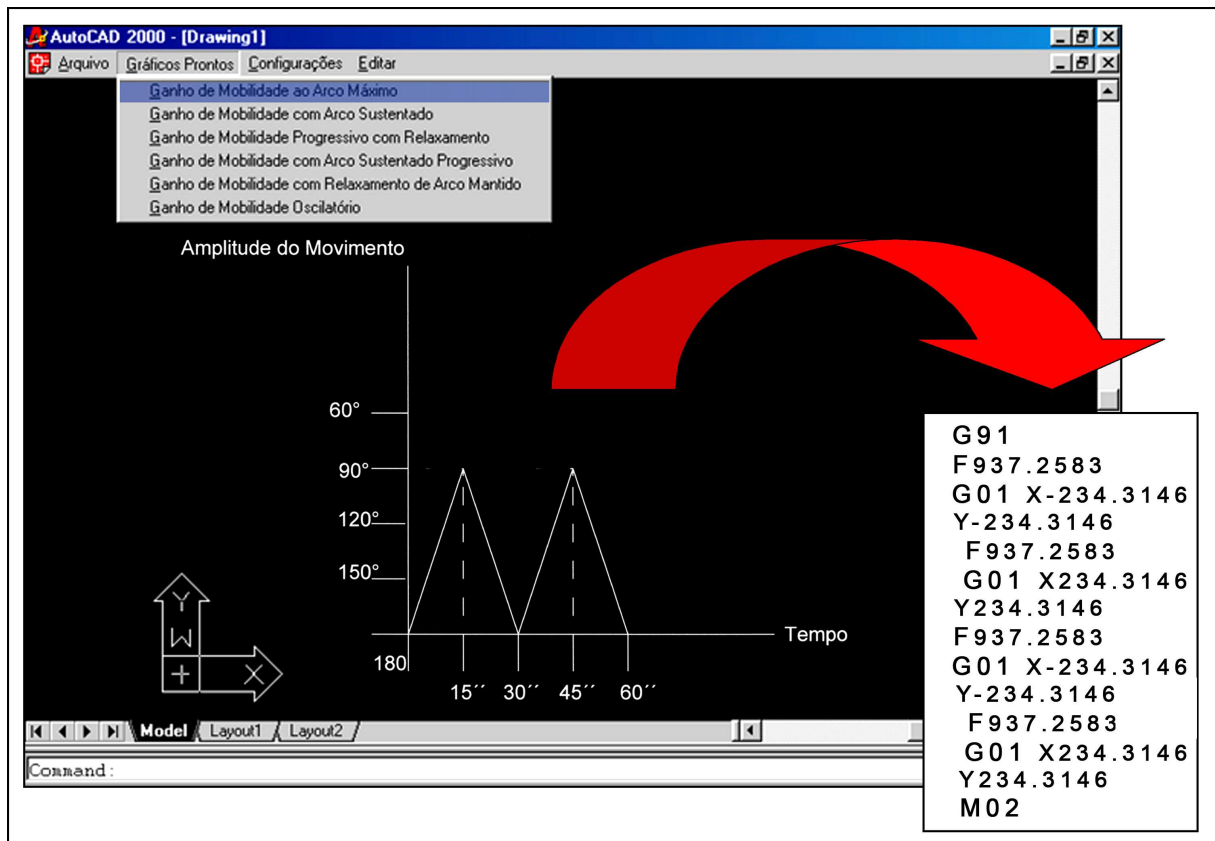 AutoCAD 2000 - [Drawing1]
Arquivo Gráficos Prontos Configurações Editar
Ganho de Mobilidade ao Arco Máximo
Ganho de Mobilidade com Arco Sustentado
Ganho de Mobilidade Progressivo com Relaxamento
Ganho de Mobilidade com Arco Sustentado Progressivo
Ganho de Mobilidade com Relaxamento de Arco Mantido
Ganho de Mobilidade Oscilatório
Amplitude do Movimento
60°
90°
120°
150°
180
Tempo
15´´ 30´´ 45´´ 60´´
Y
W
X
Model Layout1 Layout2
Command:
G91
F937.2583
G01 X-234.3146
Y-234.3146
F937.2583
G01 X234.3146
Y234.3146
F937.2583
G01 X-234.3146
Y-234.3146
F937.2583
G01 X234.3146
Y234.3146
M02